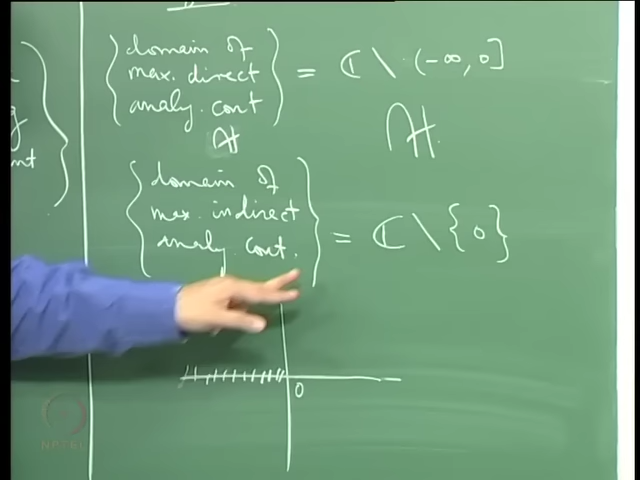 domain of
max. direct = ℂ \ (-∞, 0]
analy. cont
⊊ ⊊
domain of
max. indirect = ℂ \ {0}
analy. cont.
0
NPTEL